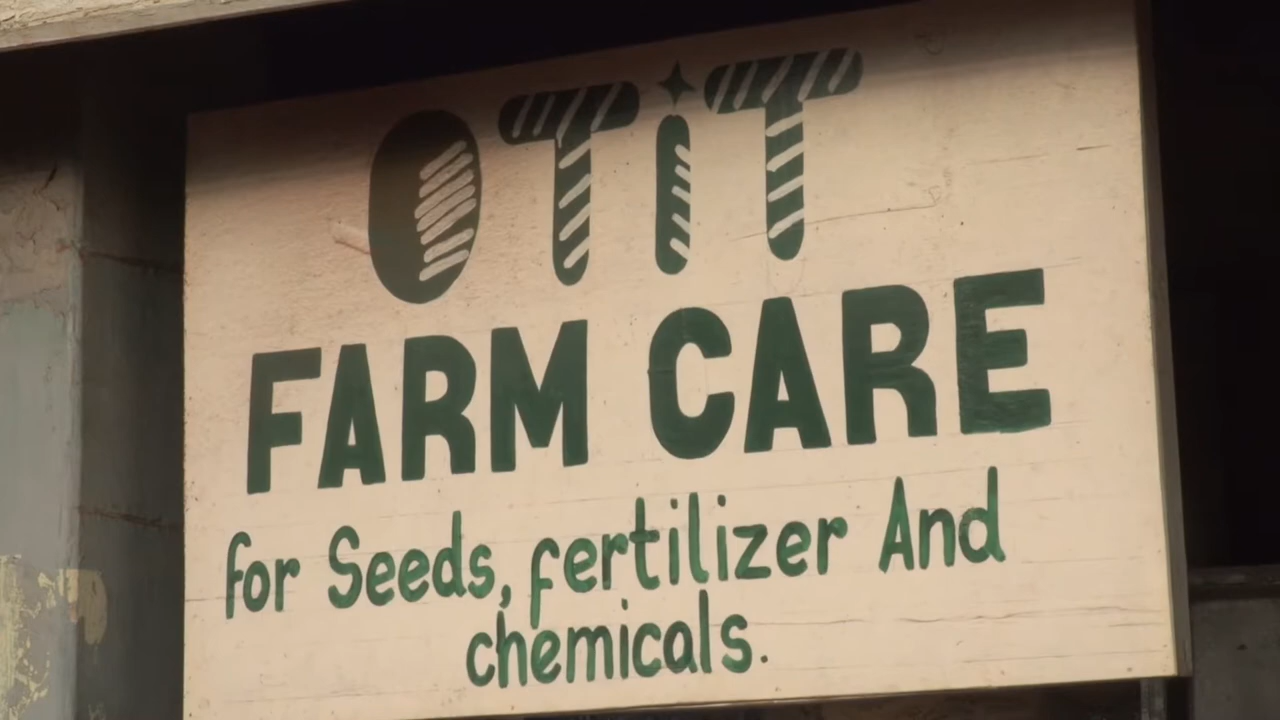 OTiT
FARM CARE
for Seeds, fertilizer And
chemicals.